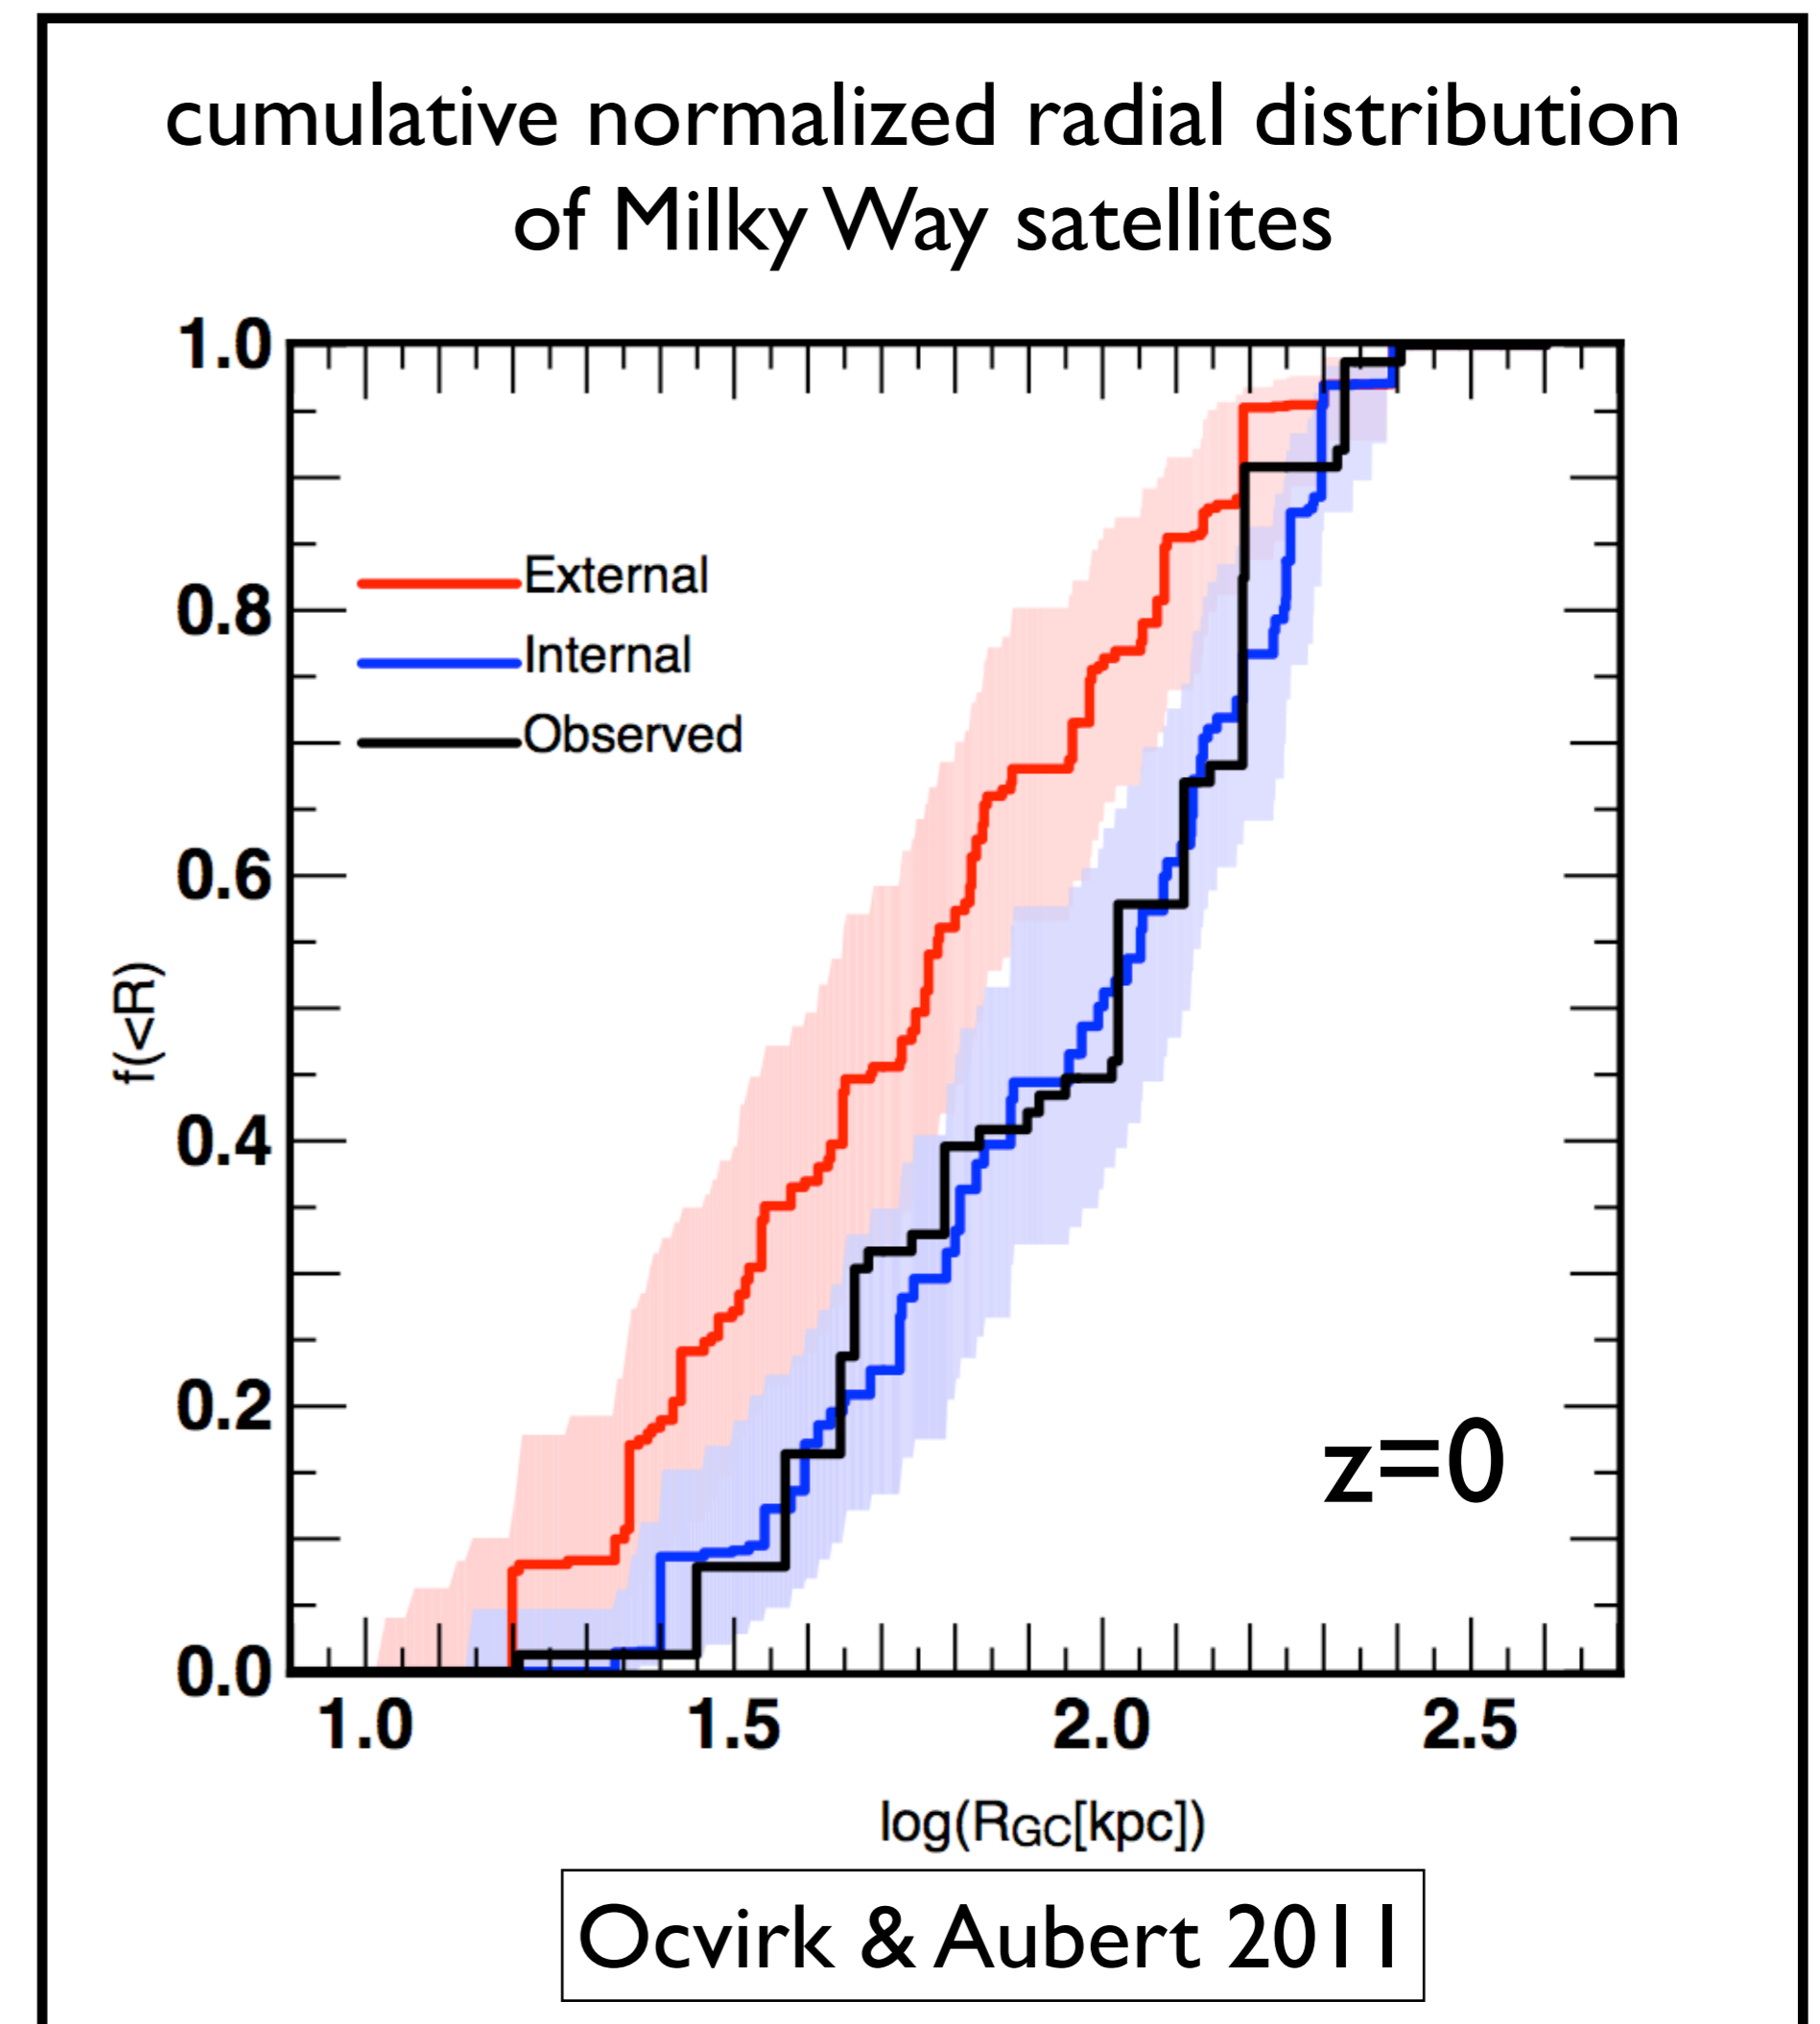 cumulative normalized radial distribution
of Milky Way satellites
1.0
External
0.8
Internal
Observed
0.6
f(<R)
0.4
0.2
z=0
0.0
1.0 1.5 2.0 2.5
log(RGC[kpc])
Ocvirk & Aubert 2011